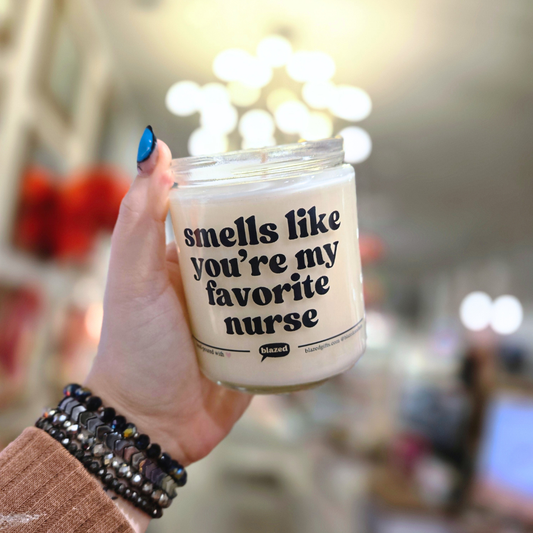 smells like
you're my
favorite
nurse
blazed